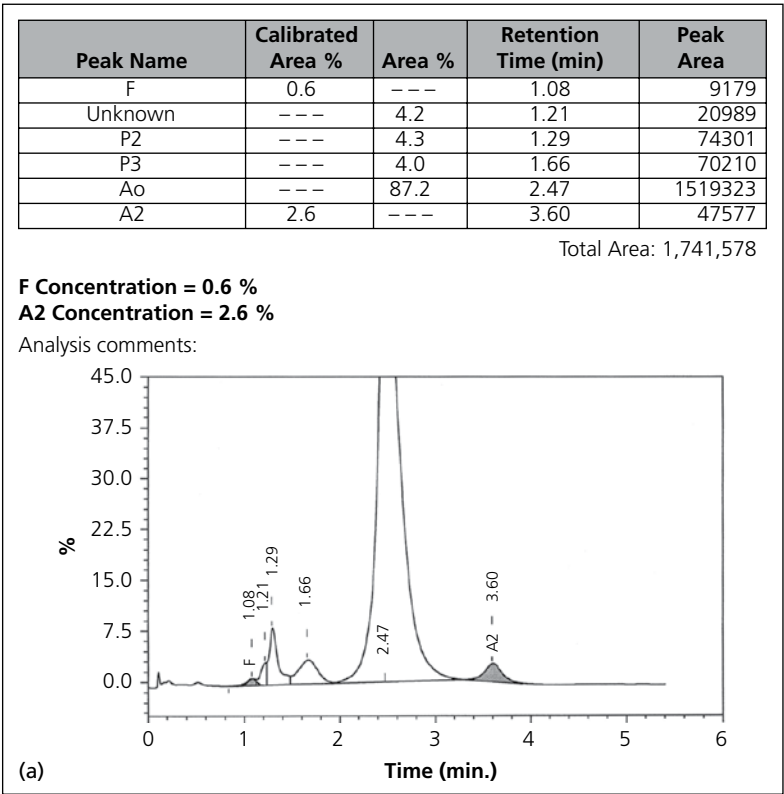 Peak Name Calibrated Area % Area % Retention Time (min) Peak Area
F 0.6 – – – 1.08 9179
Unknown – – – 4.2 1.21 20989
P2 – – – 4.3 1.29 74301
P3 – – – 4.0 1.66 70210
Ao – – – 87.2 2.47 1519323
A2 2.6 – – – 3.60 47577
Total Area: 1,741,578
F Concentration = 0.6 %
A2 Concentration = 2.6 %
Analysis comments:
45.0
37.5
30.0
22.5
15.0
7.5
0.0
%
F
1.08
1.21
1.29
1.66
2.47
A2
3.60
0 1 2 3 4 5 6
Time (min.)
(a)